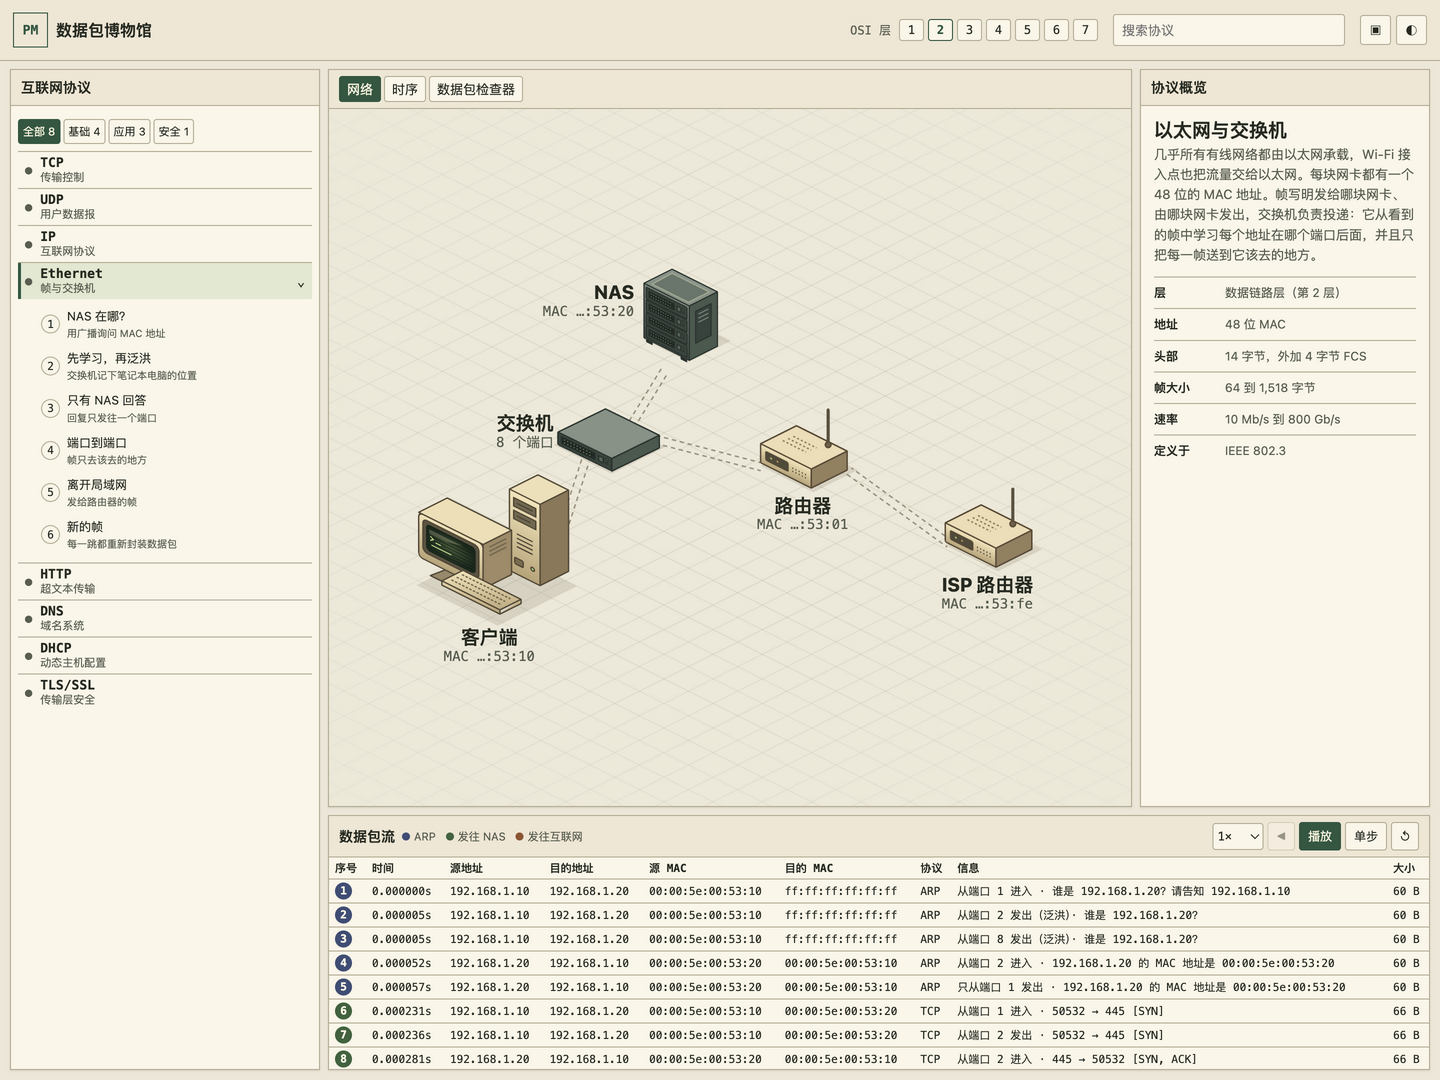 PM 数据包博物馆
OSI 层 1 2 3 4 5 6 7 搜索协议
互联网协议
全部 8 基础 4 应用 3 安全 1
TCP
传输控制
UDP
用户数据报
IP
互联网协议
Ethernet
帧与交换机
1 NAS 在哪?
用广播询问 MAC 地址
2 先学习，再泛洪
交换机记下笔记本电脑的位置
3 只有 NAS 回答
回复只发往一个端口
4 端口到端口
帧只去该去的地方
5 离开局域网
发给路由器的帧
6 新的帧
每一跳都重新封装数据包
HTTP
超文本传输
DNS
域名系统
DHCP
动态主机配置
TLS/SSL
传输层安全
网络 时序 数据包检查器
NAS
MAC …:53:20
交换机
8 个端口
路由器
MAC …:53:01
ISP 路由器
MAC …:53:fe
客户端
MAC …:53:10
协议概览
以太网与交换机
几乎所有有线网络都由以太网承载，Wi-Fi 接
入点也把流量交给以太网。每块网卡都有一个
48 位的 MAC 地址。帧写明发给哪块网卡、
由哪块网卡发出，交换机负责投递：它从看到
的帧中学习每个地址在哪个端口后面，并且只
把每一帧送到它该去的地方。
层 数据链路层（第 2 层）
地址 48 位 MAC
头部 14 字节，外加 4 字节 FCS
帧大小 64 到 1,518 字节
速率 10 Mb/s 到 800 Gb/s
定义于 IEEE 802.3
数据包流 ARP 发往 NAS 发往互联网 1× 播放 单步
序号 时间 源地址 目的地址 源 MAC 目的 MAC 协议 信息 大小
1 0.000000s 192.168.1.10 192.168.1.20 00:00:5e:00:53:10 ff:ff:ff:ff:ff:ff ARP 从端口 1 进入 · 谁是 192.168.1.20? 请告知 192.168.1.10 60 B
2 0.000005s 192.168.1.10 192.168.1.20 00:00:5e:00:53:10 ff:ff:ff:ff:ff:ff ARP 从端口 2 发出（泛洪）· 谁是 192.168.1.20? 60 B
3 0.000005s 192.168.1.10 192.168.1.20 00:00:5e:00:53:10 ff:ff:ff:ff:ff:ff ARP 从端口 8 发出（泛洪）· 谁是 192.168.1.20? 60 B
4 0.000052s 192.168.1.20 192.168.1.10 00:00:5e:00:53:20 00:00:5e:00:53:10 ARP 从端口 2 进入 · 192.168.1.20 的 MAC 地址是 00:00:5e:00:53:20 60 B
5 0.000057s 192.168.1.20 192.168.1.10 00:00:5e:00:53:20 00:00:5e:00:53:10 ARP 只从端口 1 发出 · 192.168.1.20 的 MAC 地址是 00:00:5e:00:53:20 60 B
6 0.000231s 192.168.1.10 192.168.1.20 00:00:5e:00:53:10 00:00:5e:00:53:20 TCP 从端口 1 进入 · 50532 → 445 [SYN] 66 B
7 0.000236s 192.168.1.10 192.168.1.20 00:00:5e:00:53:10 00:00:5e:00:53:20 TCP 从端口 2 发出 · 50532 → 445 [SYN] 66 B
8 0.000281s 192.168.1.20 192.168.1.10 00:00:5e:00:53:20 00:00:5e:00:53:10 TCP 从端口 2 进入 · 445 → 50532 [SYN, ACK] 66 B